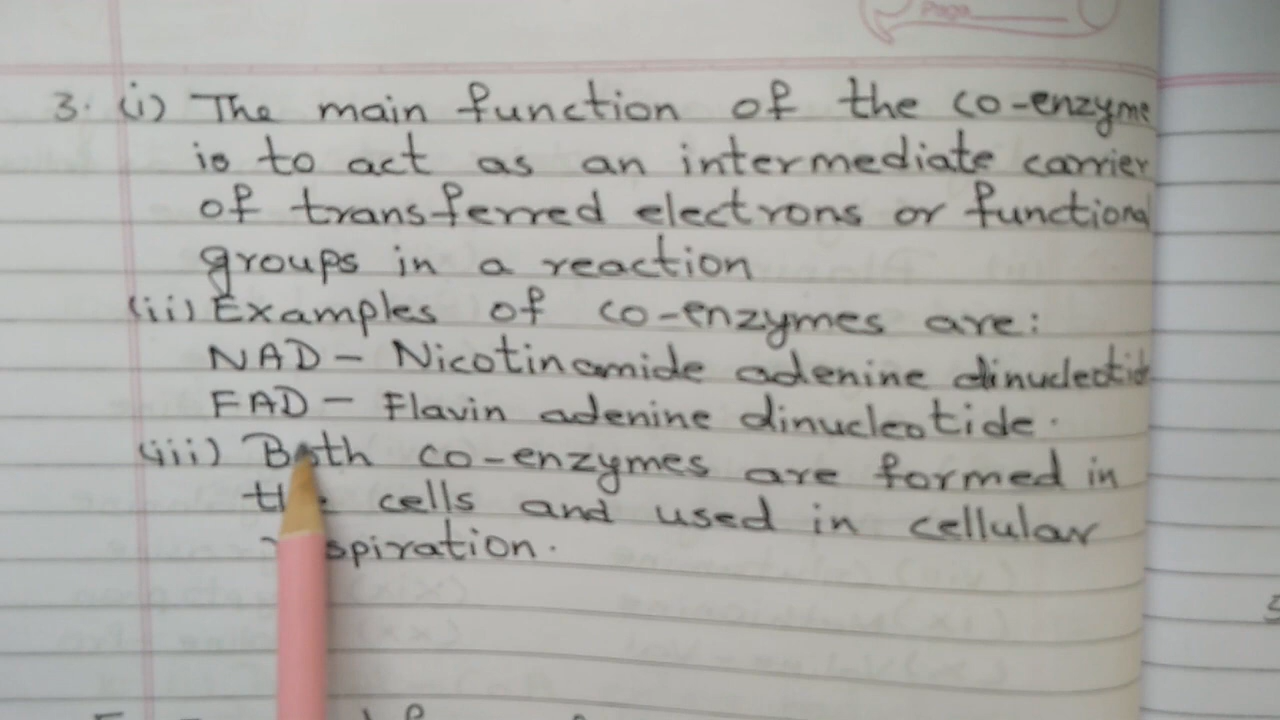 Page
3. (i) The main function of the co-enzyme
is to act as an intermediate carrier
of transferred electrons or functional
groups in a reaction
(ii) Examples of co-enzymes are:
NAD - Nicotinamide adenine dinucleotide
FAD - Flavin adenine dinucleotide.
(iii) Both co-enzymes are formed in
the cells and used in cellular
respiration.